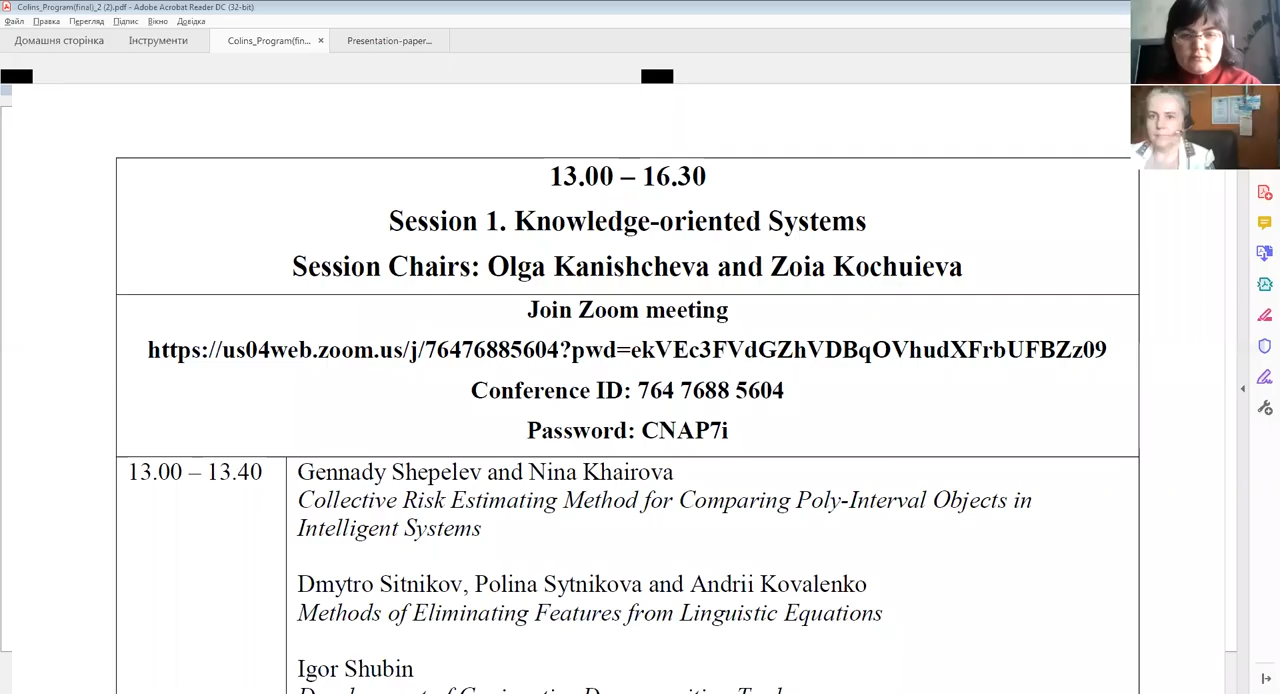 Colins_Program(final)_2 (2).pdf - Adobe Acrobat Reader DC (32-bit)
Файл Правка Перегляд Підпис Вікно Довідка
Домашня сторінка Інструменти Colins_Program(fin... × Presentation-paper...
13.00 – 16.30
Session 1. Knowledge-oriented Systems
Session Chairs: Olga Kanishcheva and Zoia Kochuieva
Join Zoom meeting
https://us04web.zoom.us/j/76476885604?pwd=ekVEc3FVdGZhVDBqOVhudXFrbUFBZz09
Conference ID: 764 7688 5604
Password: CNAP7i
13.00 – 13.40
Gennady Shepelev and Nina Khairova
Collective Risk Estimating Method for Comparing Poly-Interval Objects in
Intelligent Systems
Dmytro Sitnikov, Polina Sytnikova and Andrii Kovalenko
Methods of Eliminating Features from Linguistic Equations
Igor Shubin